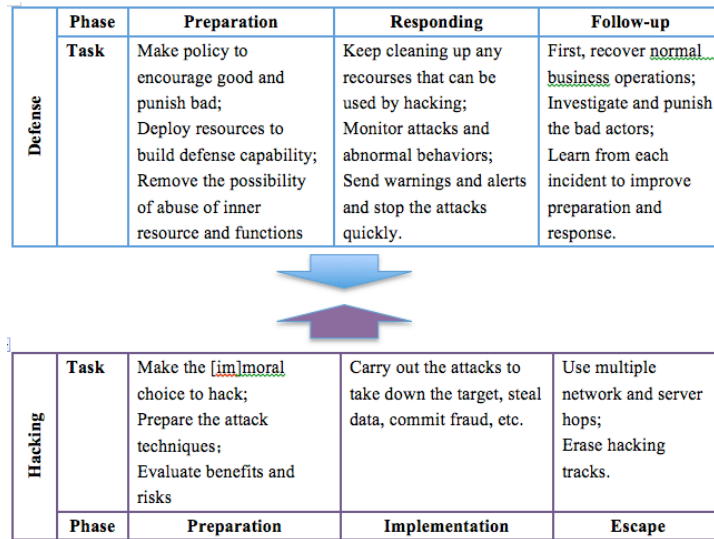 Phase Preparation Responding Follow-up
Defense
Task
Make policy to
encourage good and
punish bad;
Deploy resources to
build defense capability;
Remove the possibility
of abuse of inner
resource and functions
Keep cleaning up any
recourses that can be
used by hacking;
Monitor attacks and
abnormal behaviors;
Send warnings and alerts
and stop the attacks
quickly.
First, recover normal
business operations;
Investigate and punish
the bad actors;
Learn from each
incident to improve
preparation and
response.
Hacking
Task
Make the [im]moral
choice to hack;
Prepare the attack
techniques;
Evaluate benefits and
risks
Carry out the attacks to
take down the target, steal
data, commit fraud, etc.
Use multiple
network and server
hops;
Erase hacking
tracks.
Phase Preparation Implementation Escape